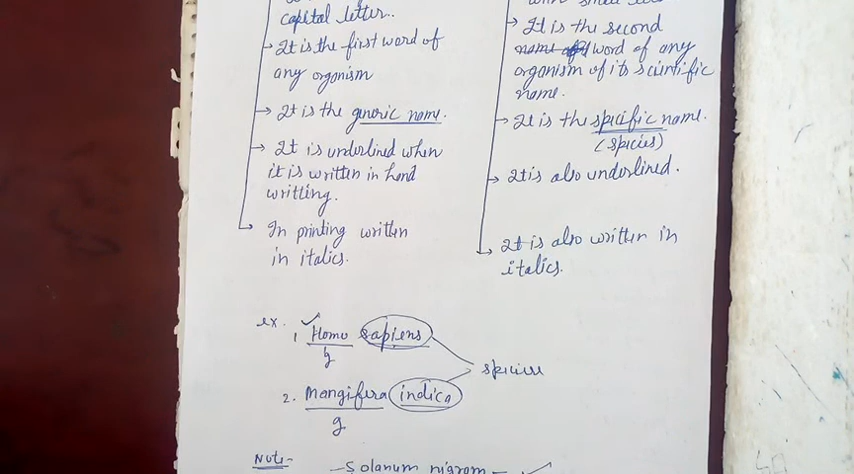 capital letter..
→ It is the first word of
any organism
→ It is the generic name.
→ It is underlined when
it is written in hand
writting.
In printing written
in italics.
with small
→ It is the second
word of any
organism of its scientific
name.
→ It is the specific name.
(species)
→ It is also underlined.
→ It is also written in
italics.
ex.
1 Homo sapiens
g
species
2. Mangifera indica
g
Note- - Solanum nigrum -